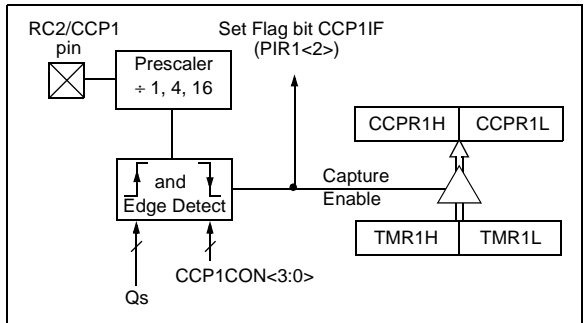 RC2/CCP1
pin
Set Flag bit CCP1IF
(PIR1<2>)
Prescaler
÷ 1, 4, 16
CCPR1H
CCPR1L
and
Edge Detect
Capture
Enable
TMR1H
TMR1L
CCP1CON<3:0>
Qs